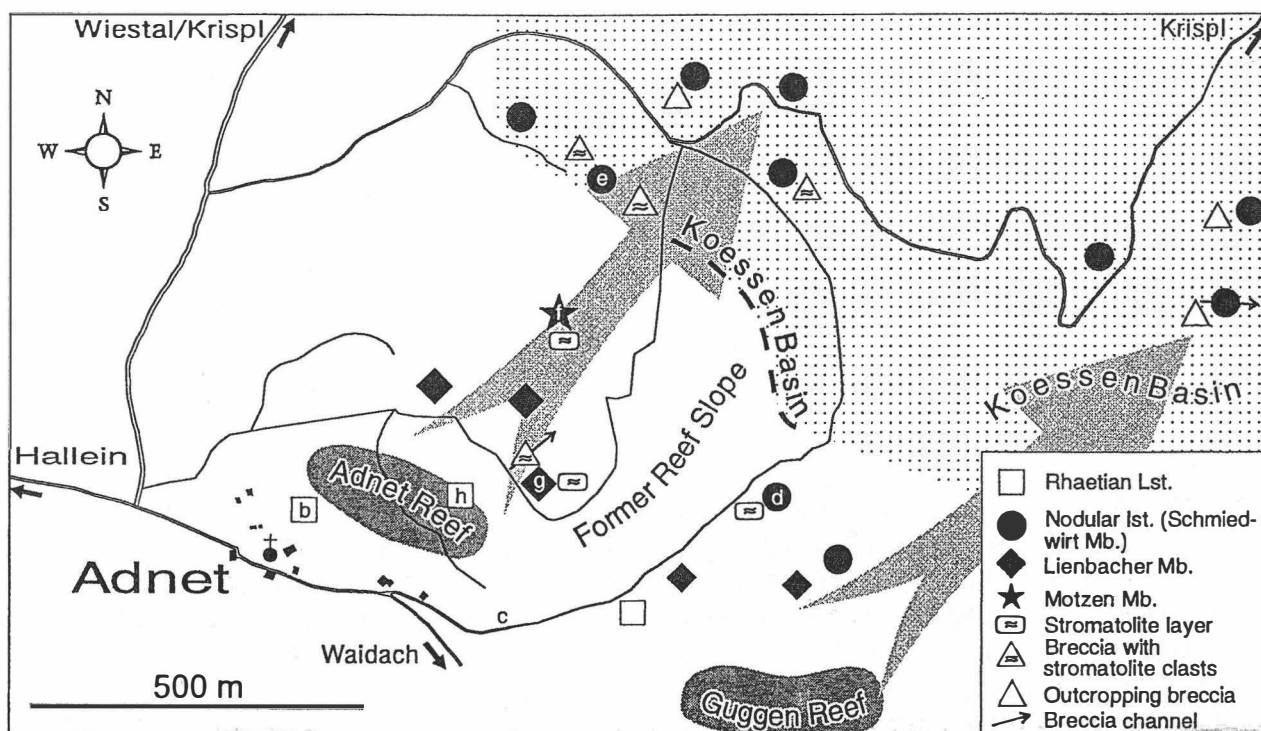 Wiestal/Krispl
Krispl
N
W E
S
e
Koessen Basin
f
Koessen Basin
Former Reef Slope
Hallein
Adnet Reef
b
h
g
d
Adnet
c
Waidach
500 m
Guggen Reef
Rhaetian Lst.
Nodular lst. (Schmied-
wirt Mb.)
Lienbacher Mb.
Motzen Mb.
Stromatolite layer
Breccia with
stromatolite clasts
Outcropping breccia
Breccia channel